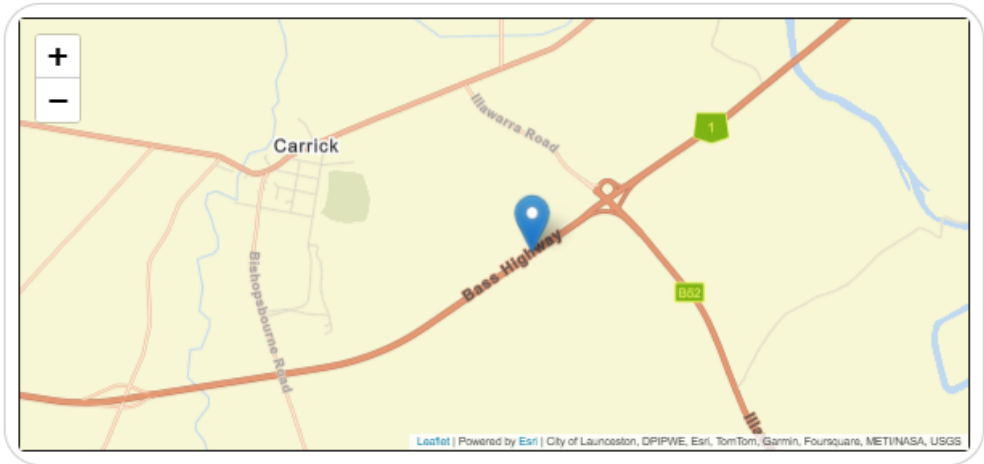 +
−
Illawarra Road
1
Carrick
Bass Highway
Bishopsbourne Road
B52
Illa
Leaflet | Powered by Esri | City of Launceston, DPIPWE, Esri, TomTom, Garmin, Foursquare, METI/NASA, USGS